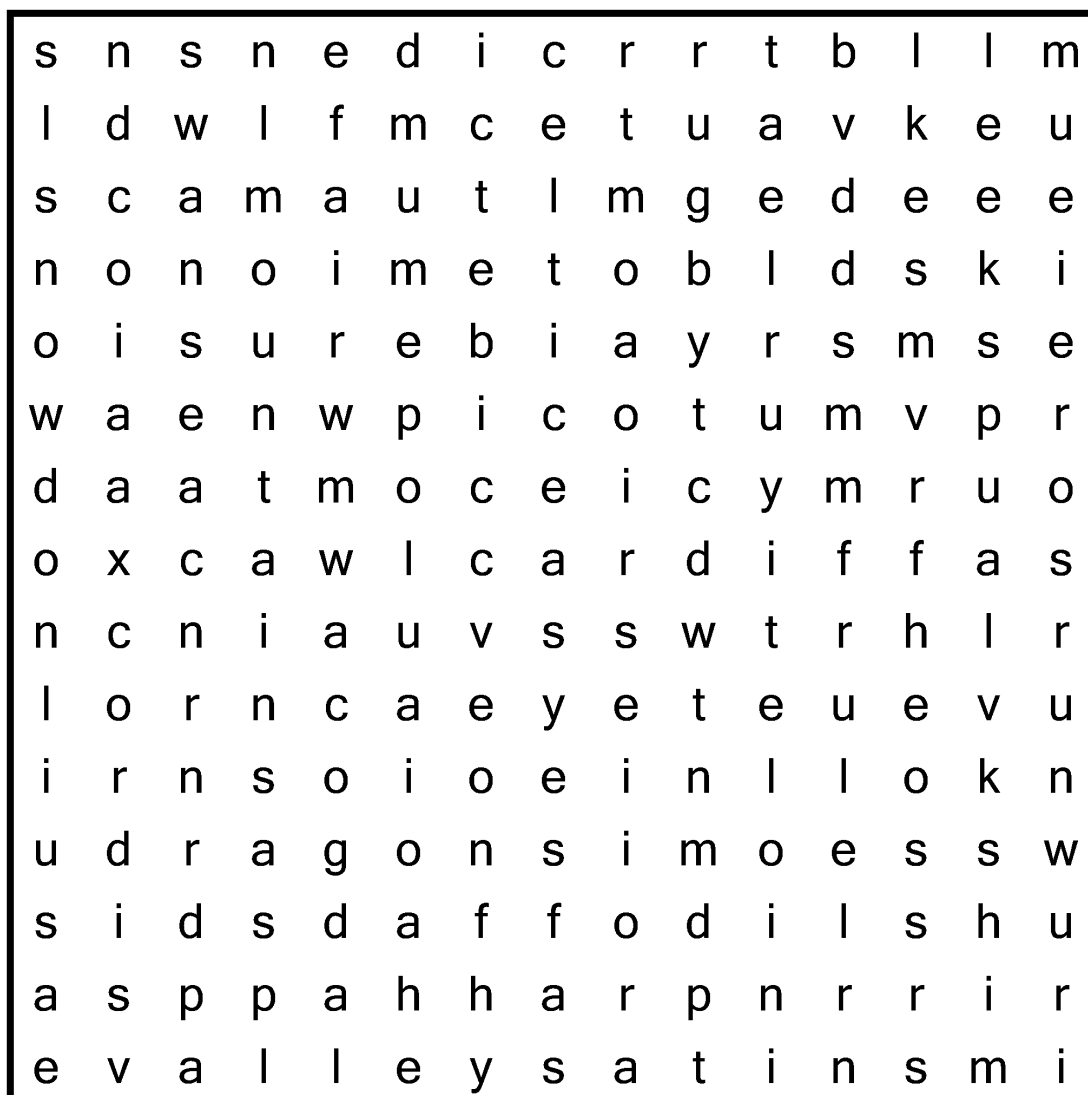 s n s n e d i c r r t b l l m
l d w l f m c e t u a v k e u
s c a m a u t l m g e d e e e
n o n o i m e t o b l d s k i
o i s u r e b i a y r s m s e
w a e n w p i c o t u m v p r
d a a t m o c e i c y m r u o
o x c a w l c a r d i f f a s
n c n i a u v s s w t r h l r
l o r n c a e y e t e u e v u
i r n s o i o e i n l l o k n
u d r a g o n s i m o e s s w
s i d s d a f f o d i l s h u
a s p p a h h a r p n r r i r
e v a l l e y s a t i n s m i